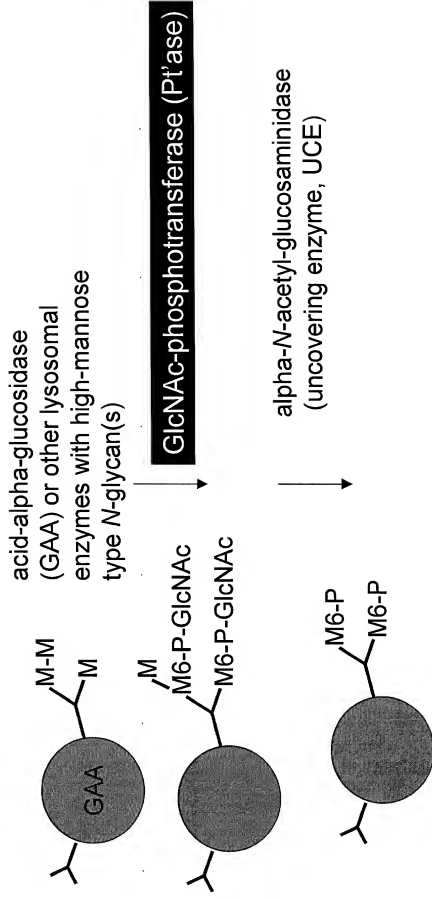 acid-alpha-glucosidase
(GAA) or other lysosomal
enzymes with high-mannose
type N-glycan(s)
GAA
M-M
M
GlcNAc-phosphotransferase (Pt'ase)
M
M6-P-GlcNAc
M6-P-GlcNAc
alpha-N-acetyl-glucosaminidase
(uncovering enzyme, UCE)
M6-P
M6-P